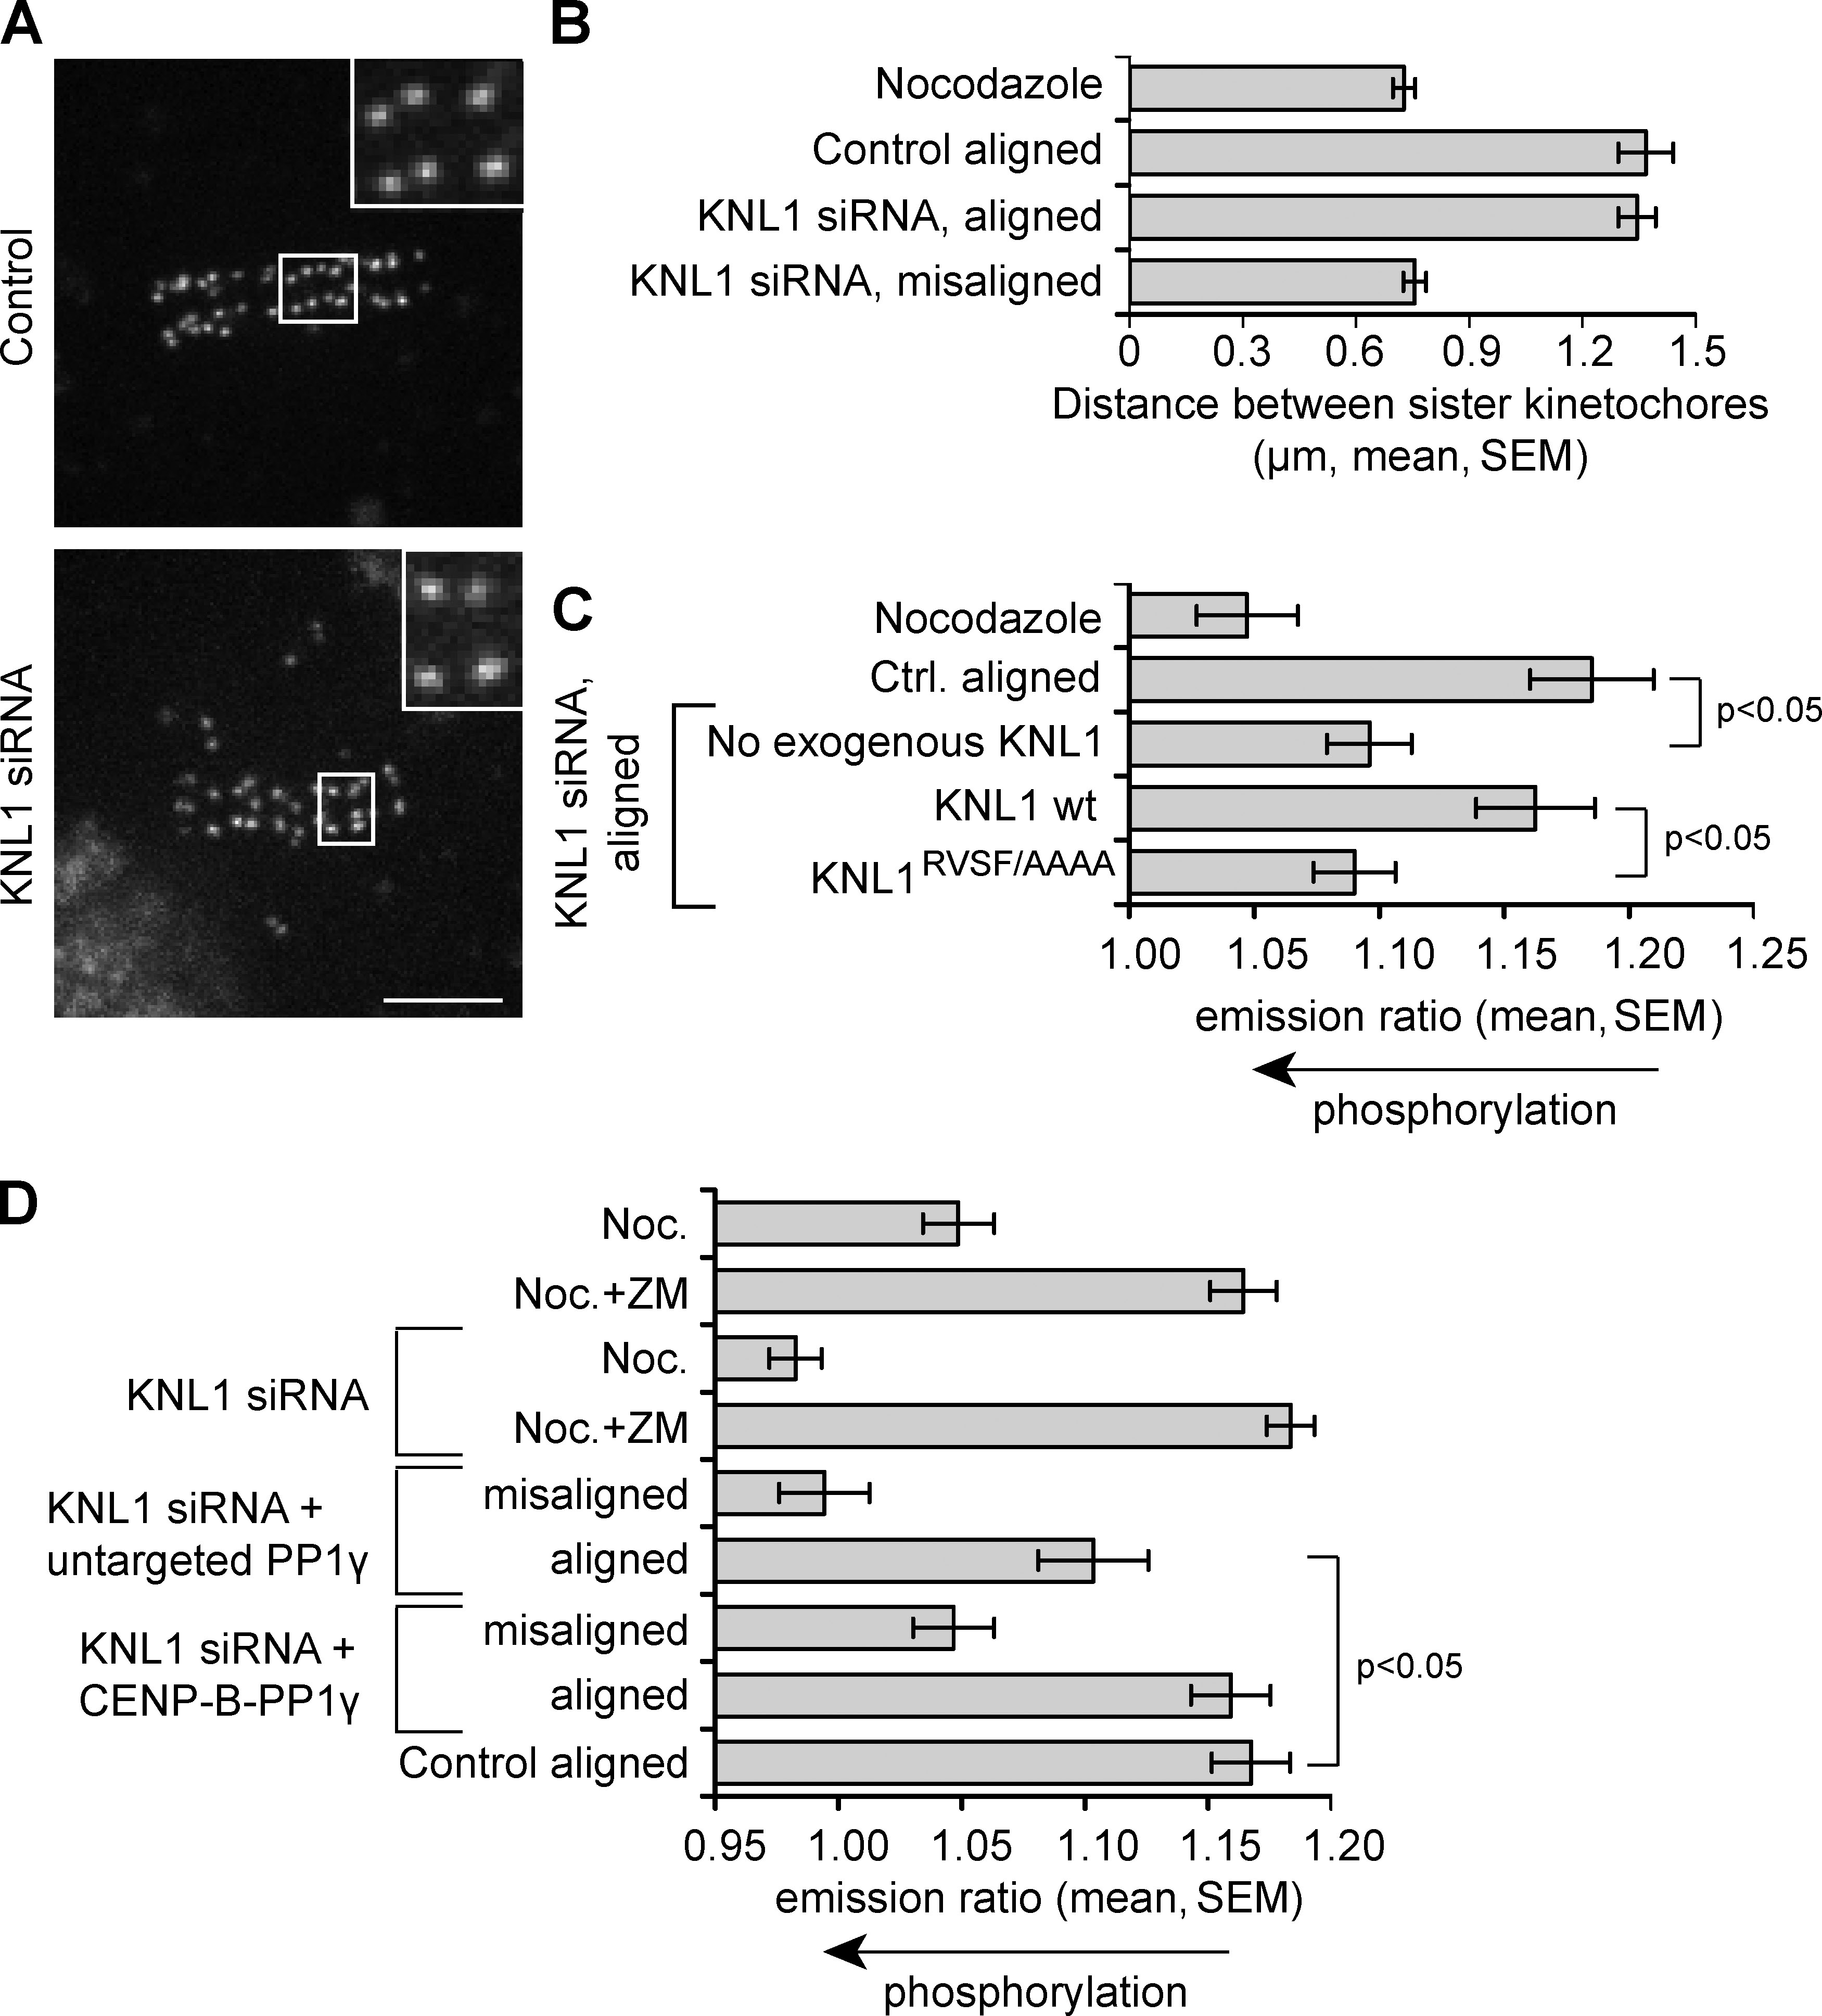 A
Control
KNL1 siRNA
B
Nocodazole
Control aligned
KNL1 siRNA, aligned
KNL1 siRNA, misaligned
0 0.3 0.6 0.9 1.2 1.5
Distance between sister kinetochores
(µm, mean, SEM)
C
KNL1 siRNA,
aligned
Nocodazole
Ctrl. aligned
No exogenous KNL1
KNL1 wt
KNL1 RVSF/AAAA
p<0.05
p<0.05
1.00 1.05 1.10 1.15 1.20 1.25
emission ratio (mean, SEM)
phosphorylation
D
Noc.
Noc.+ZM
KNL1 siRNA
Noc.
Noc.+ZM
KNL1 siRNA +
untargeted PP1γ
misaligned
aligned
KNL1 siRNA +
CENP-B-PP1γ
misaligned
aligned
Control aligned
p<0.05
0.95 1.00 1.05 1.10 1.15 1.20
emission ratio (mean, SEM)
phosphorylation